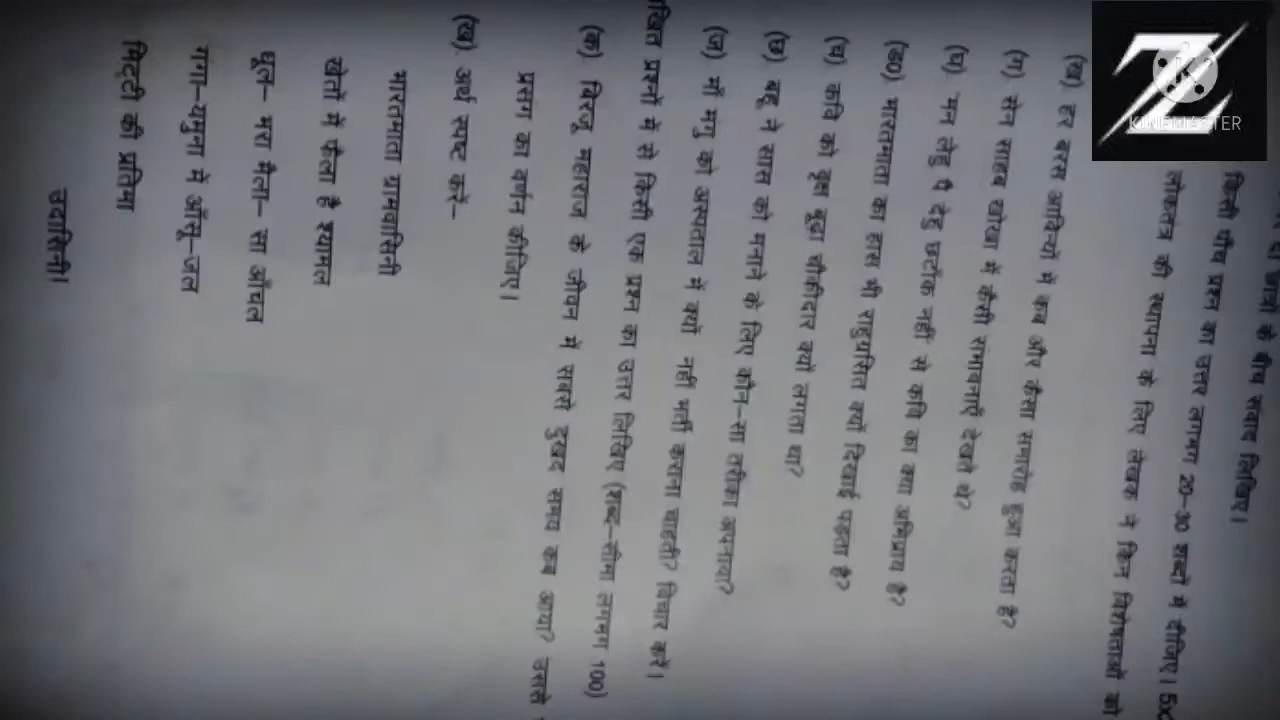 के बीच संवाद लिखिए।
किसी पाँच प्रश्न का उत्तर लगभग 20-30 शब्दों में दीजिए।
लोकतंत्र की स्थापना के लिए लेखक ने किन विशेषताओं को
(ख) हर बरस आविन्यों में कब और कैसा समारोह हुआ करता है?
(ग) सेन साहब खोखा में कैसी संभावनाएँ देखते थे?
(घ) 'मन लेहु पै देहु छटाँक नहीं' से कवि का क्या अभिप्राय है?
(ङ0) भारतमाता का हास भी राहुग्रसित क्यों दिखाई पड़ता है?
(च) कवि को वृक्ष बूढ़ा चौकीदार क्यों लगता था?
(छ) बहू ने सास को मनाने के लिए कौन-सा तरीका अपनाया?
(ज) माँ मंगु को अस्पताल में क्यों नहीं भर्ती कराना चाहती? विचार करें।
प्रश्नों में से किसी एक प्रश्न का उत्तर लिखिए (शब्द-सीमा लगभग 100)
(क) बिरजू महाराज के जीवन में सबसे दुखद समय कब आया? उससे
प्रसंग का वर्णन कीजिए।
(ख) अर्थ स्पष्ट करें-
भारतमाता ग्रामवासिनी
खेतों में फैला है श्यामल
धूल- भरा मैला- सा आँचल
गंगा-यमुना में आँसू-जल
मिट्टी की प्रतिमा
उदासिनी।
Z
KINEMASTER